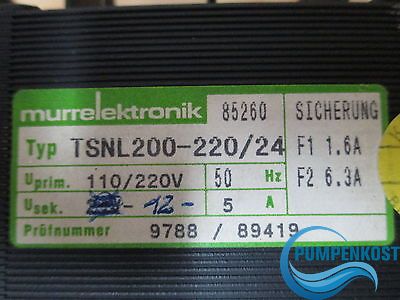 murrelektronik 85260 SICHERUNG
Typ TSNL200-220/24 F1 1.6A
Uprim. 110/220V 50 Hz F2 6.3A
Usek. -12- 5 A
Prüfnummer 9788 / 89419
PUMPENKOST